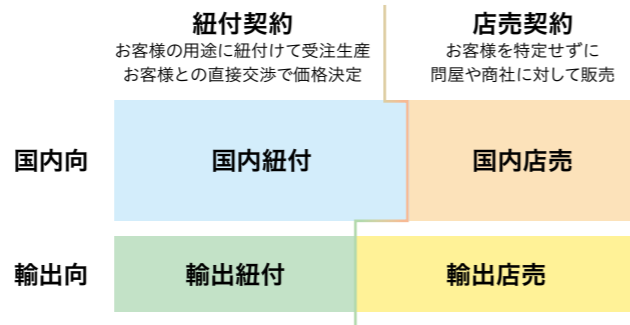 紐付契約
お客様の用途に紐付けて受注生産
お客様との直接交渉で価格決定
店売契約
お客様を特定せずに
問屋や商社に対して販売
国内向
国内紐付
国内店売
輸出向
輸出紐付
輸出店売